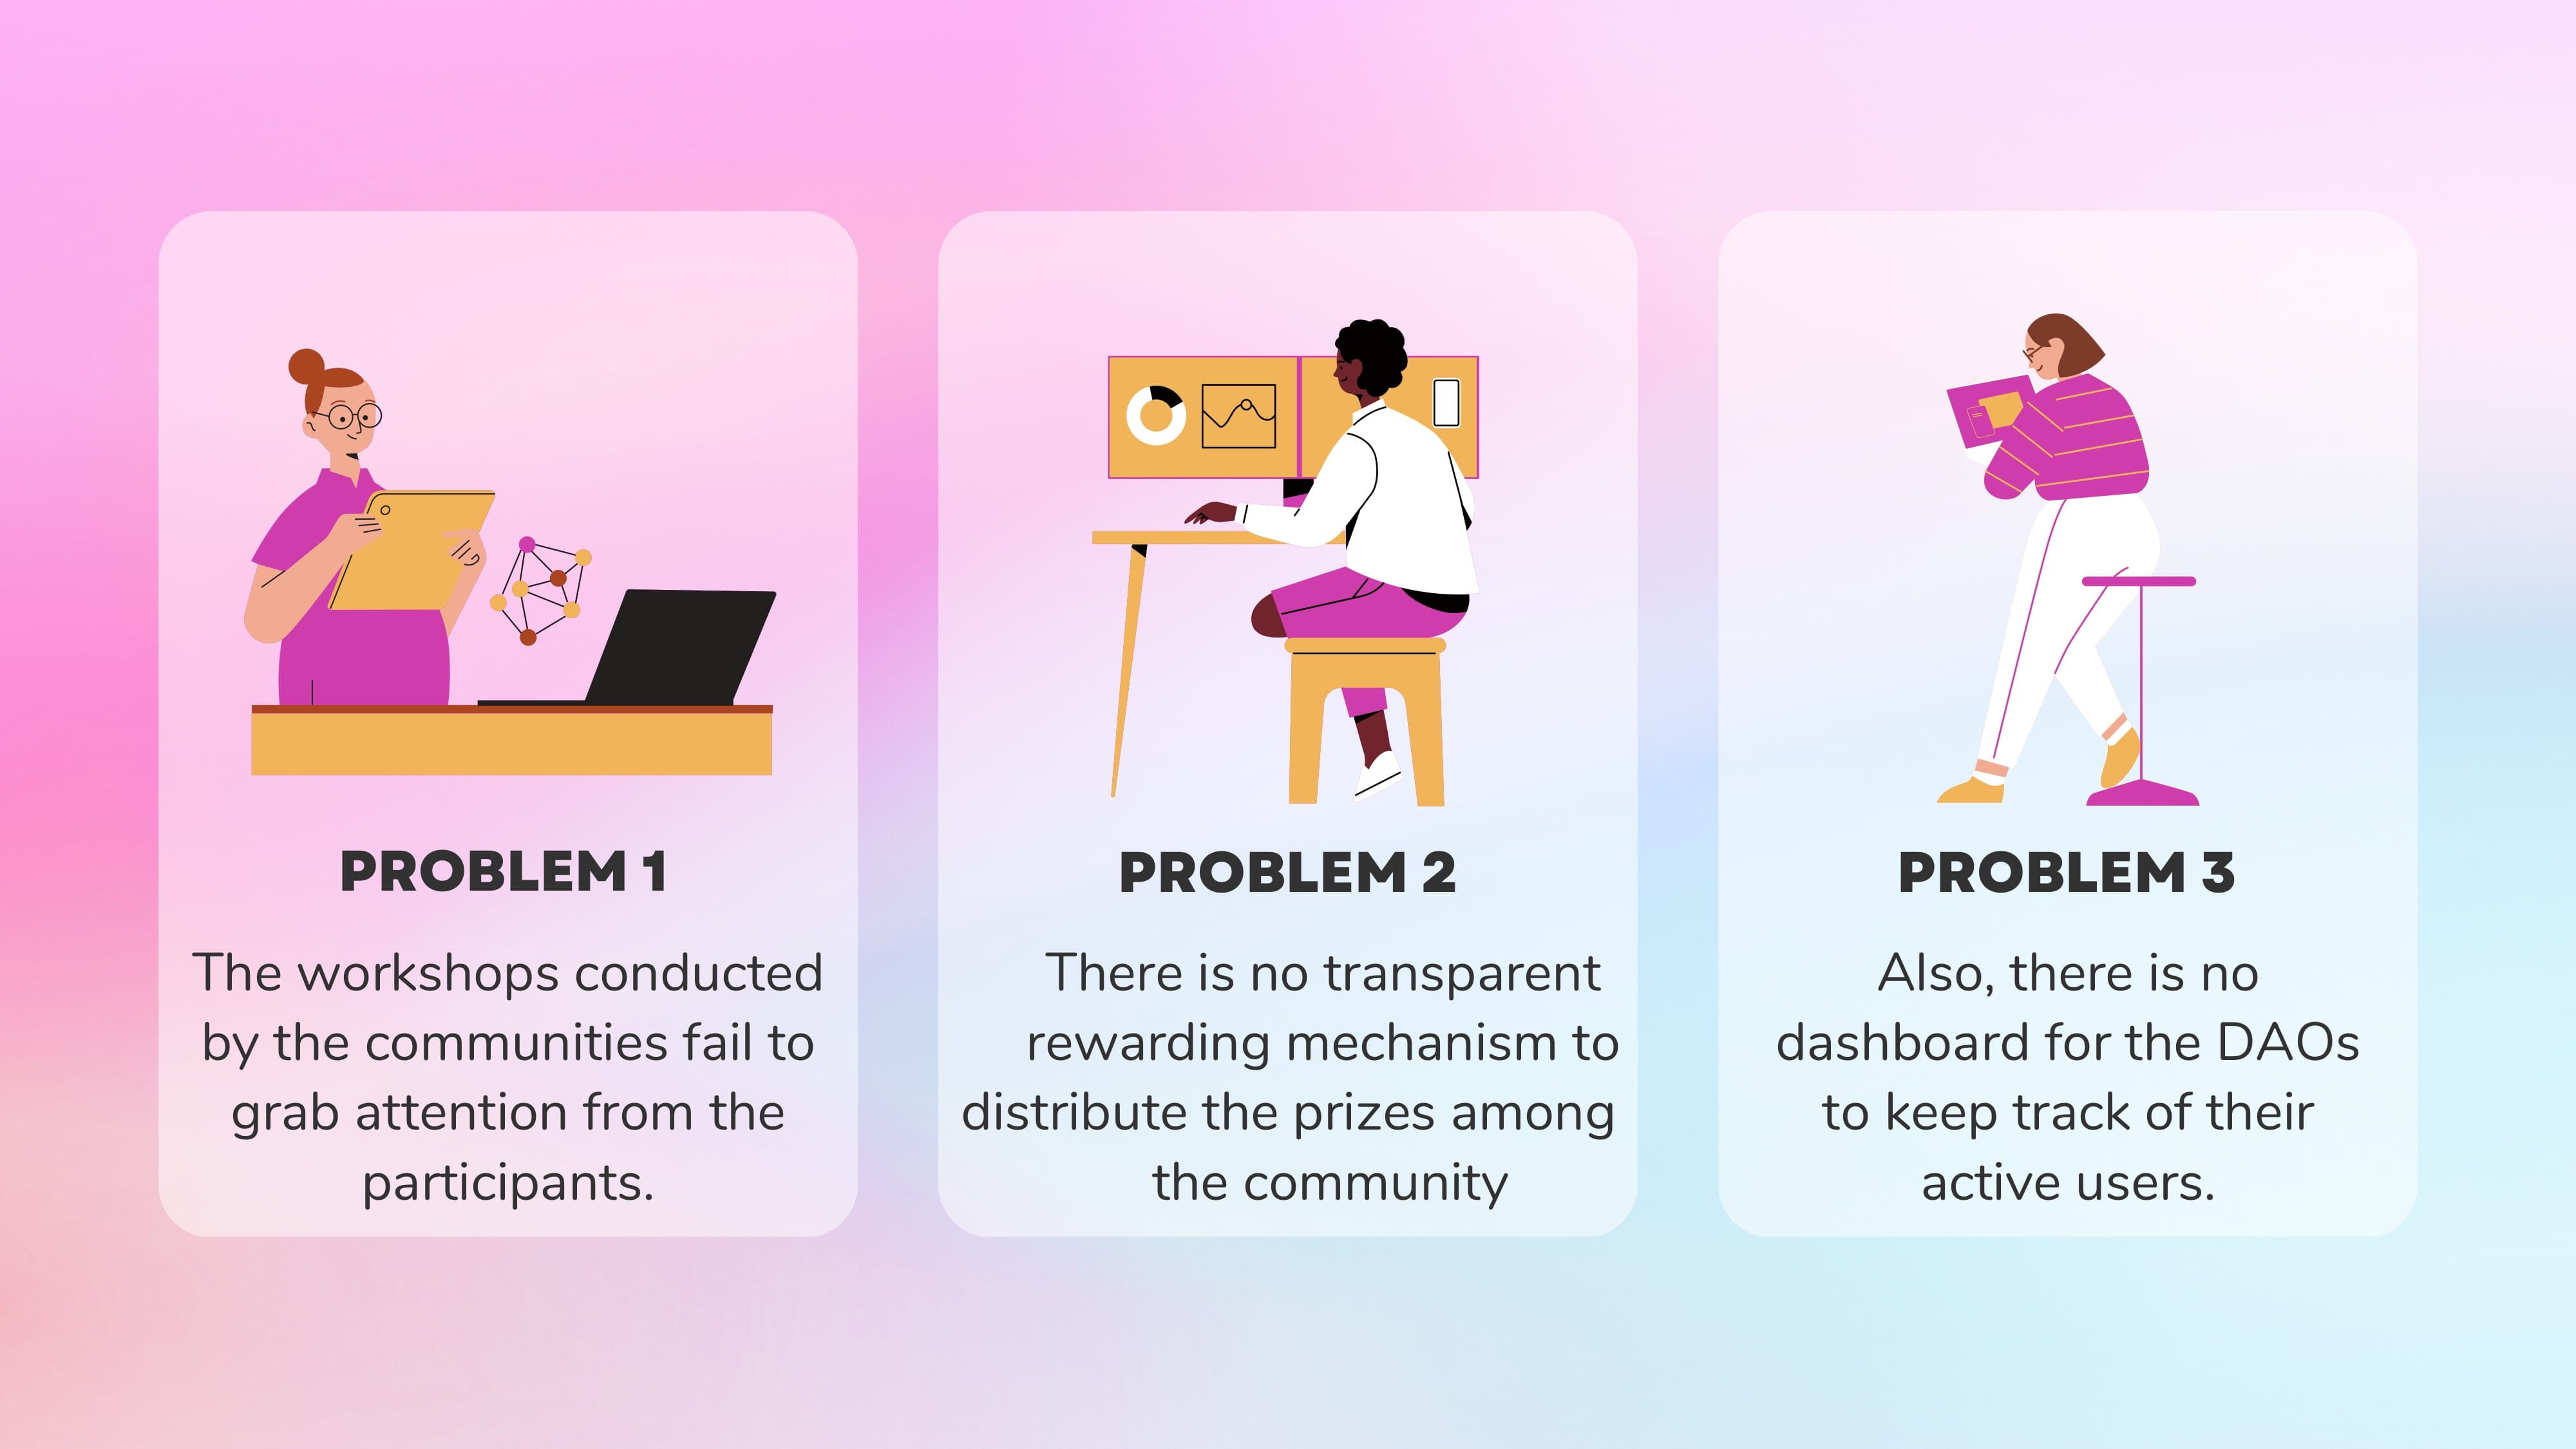 PROBLEM 1
The workshops conducted
by the communities fail to
grab attention from the
participants.
PROBLEM 2
There is no transparent
rewarding mechanism to
distribute the prizes among
the community
PROBLEM 3
Also, there is no
dashboard for the DAOs
to keep track of their
active users.